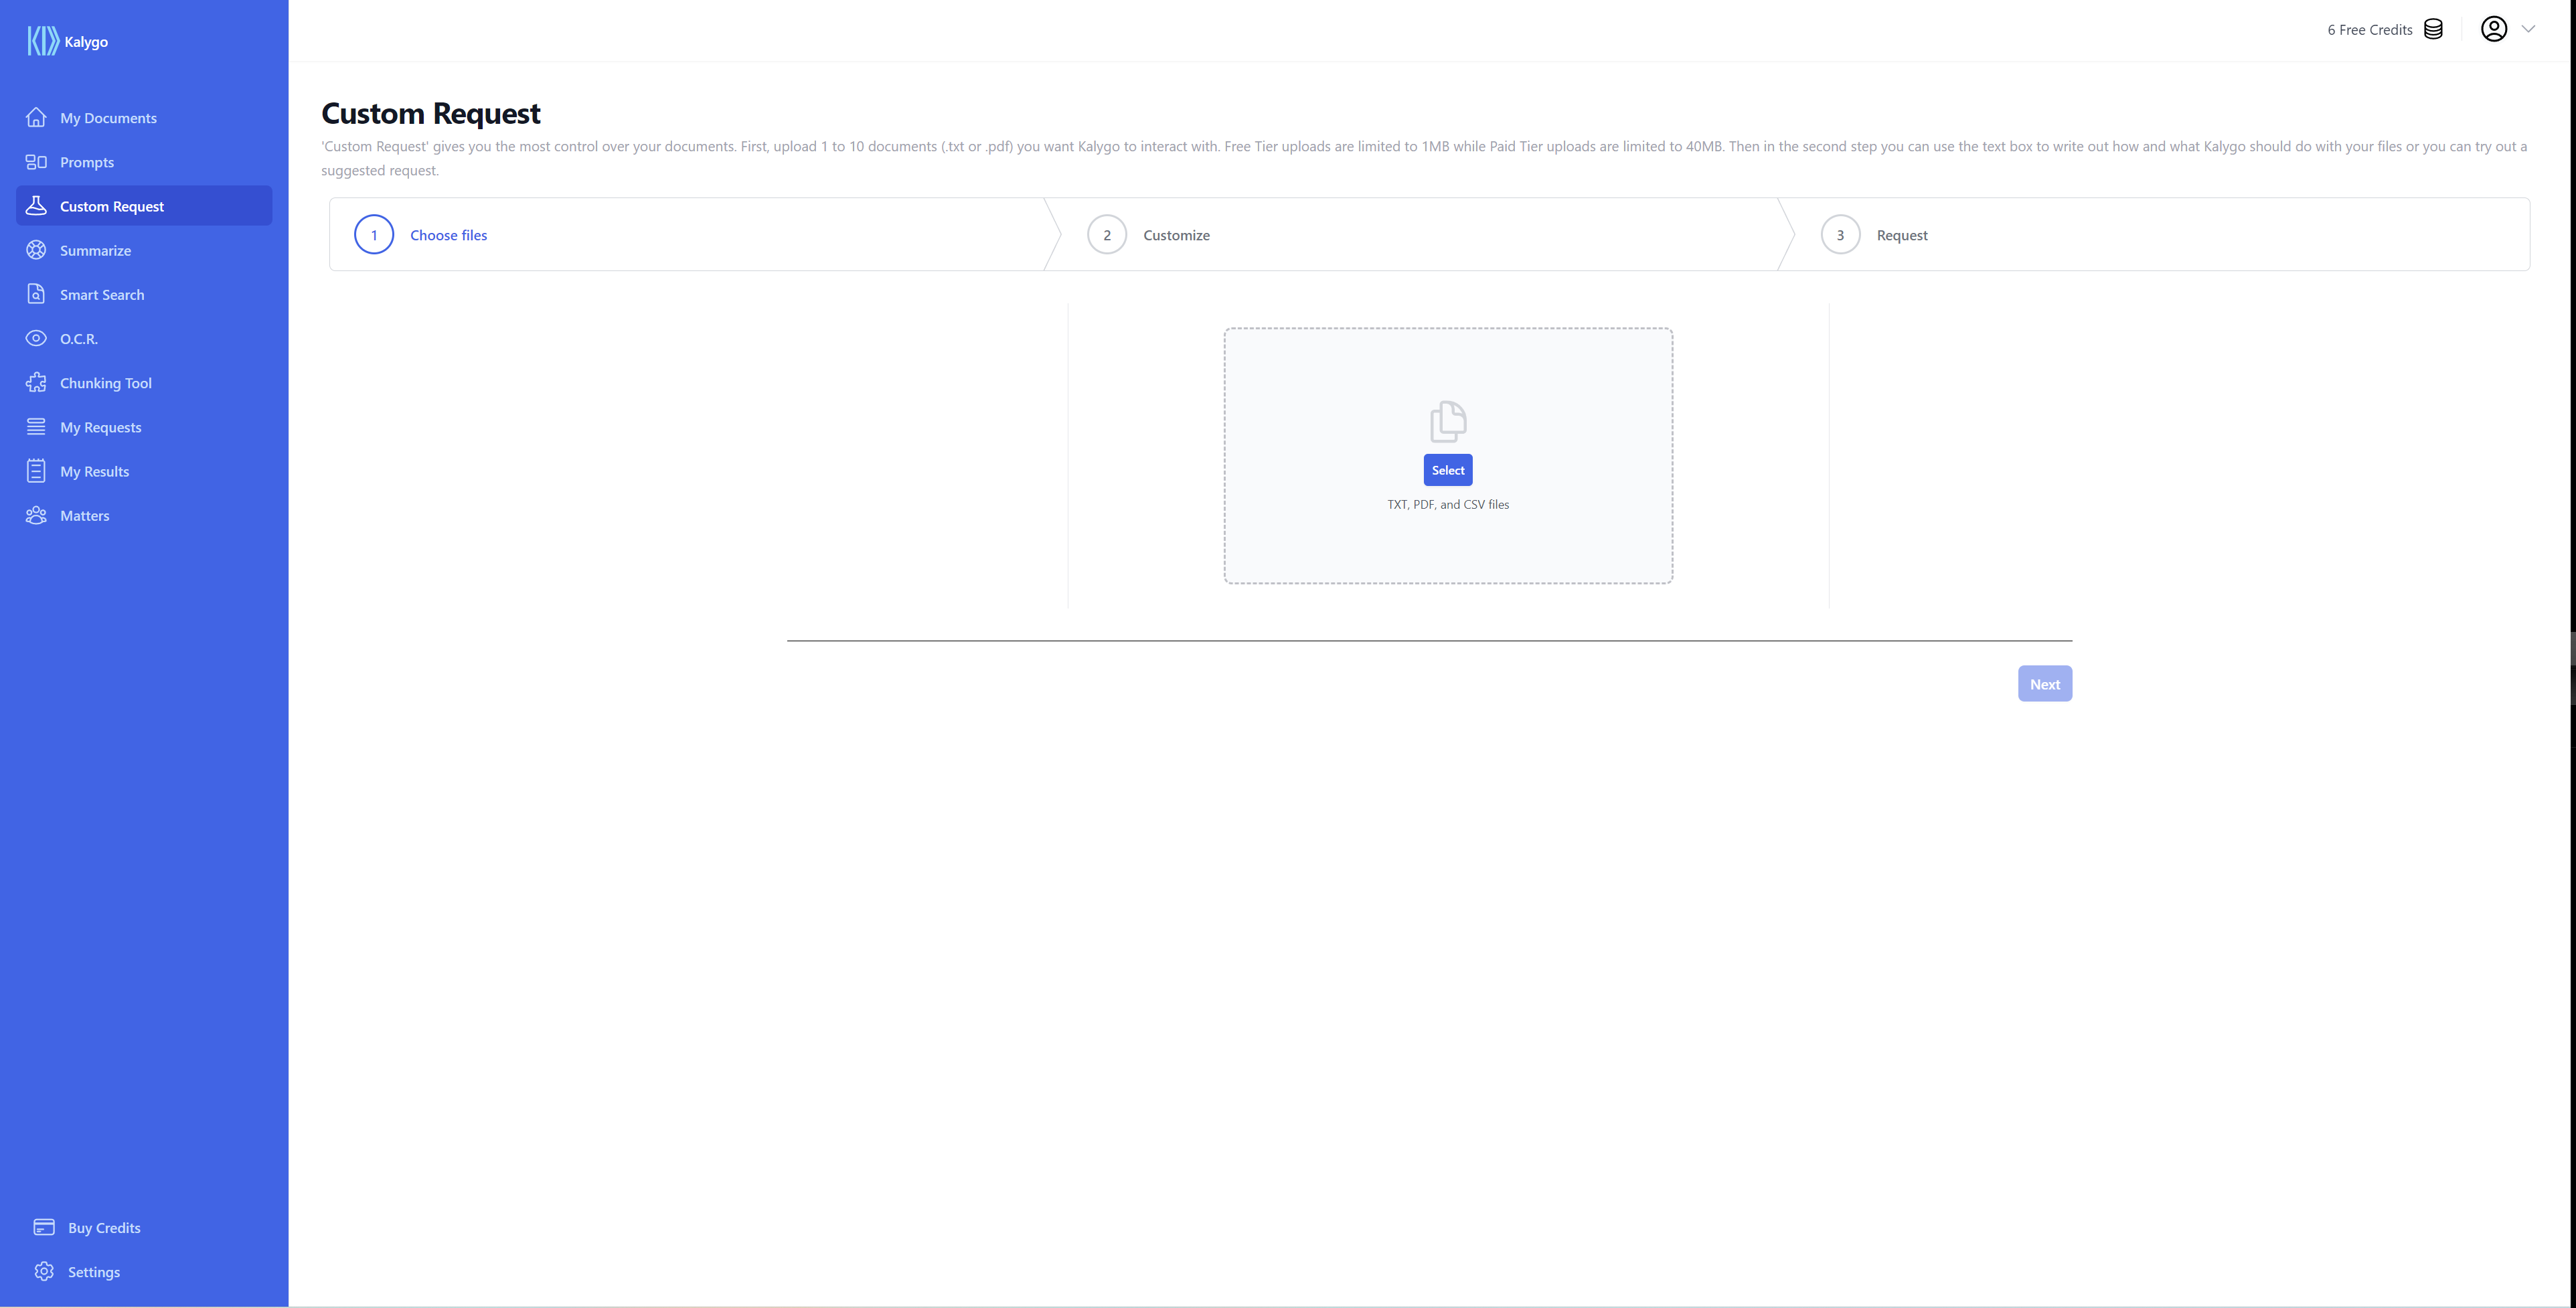 Kalygo
6 Free Credits
My Documents
Prompts
Custom Request
Summarize
Smart Search
O.C.R.
Chunking Tool
My Requests
My Results
Matters
Buy Credits
Settings
Custom Request
'Custom Request' gives you the most control over your documents. First, upload 1 to 10 documents (.txt or .pdf) you want Kalygo to interact with. Free Tier uploads are limited to 1MB while Paid Tier uploads are limited to 40MB. Then in the second step you can use the text box to write out how and what Kalygo should do with your files or you can try out a
suggested request.
1 Choose files
2 Customize
3 Request
Select
TXT, PDF, and CSV files
Next